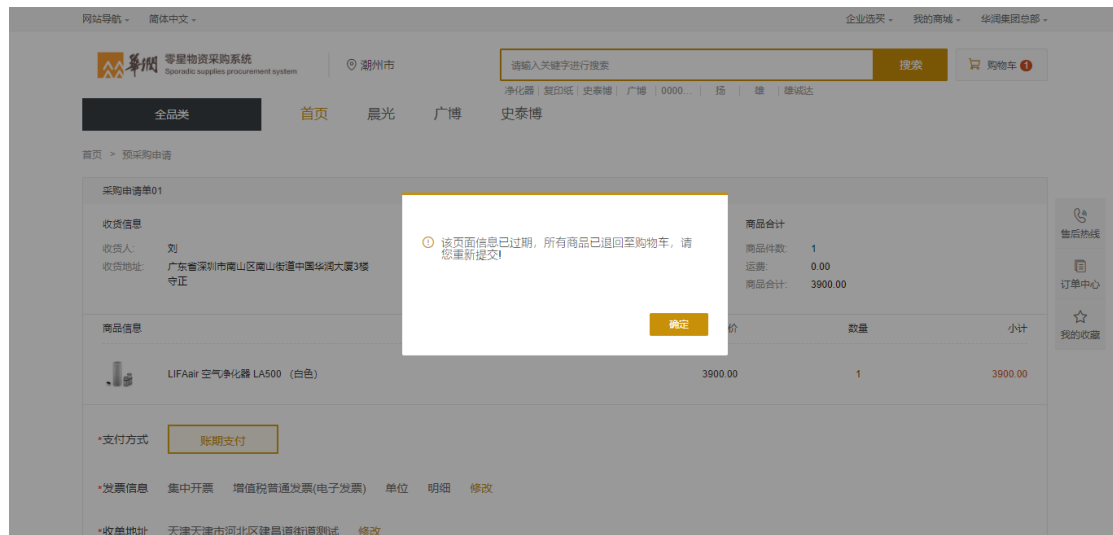 网站导航 简体中文 企业选买 我的商城 华润集团总部
華潤 零星物资采购系统 潮州市 请输入关键字进行搜索 搜索 购物车 1
Sporadic supplies procurement system
净化器 | 复印纸 | 史泰博 | 广博 | 0000... | 扬 | 雄 | 雄诚达
全品类 首页 晨光 广博 史泰博
首页 > 预采购申请
采购申请单01
收货信息 商品合计
收货人: 刘 商品件数: 1
收货地址: 广东省深圳市南山区南山街道中国华润大厦3楼 运费: 0.00
守正 商品合计: 3900.00
该页面信息已过期，所有商品已退回至购物车，请
您重新提交!
确定
商品信息 价 数量 小计
LIFAair 空气净化器 LA500 （白色） 3900.00 1 3900.00
*支付方式 账期支付
*发票信息 集中开票 增值税普通发票(电子发票) 单位 明细 修改
*收单地址 天津天津市河北区建昌道街道测试 修改
售后热线
订单中心
我的收藏